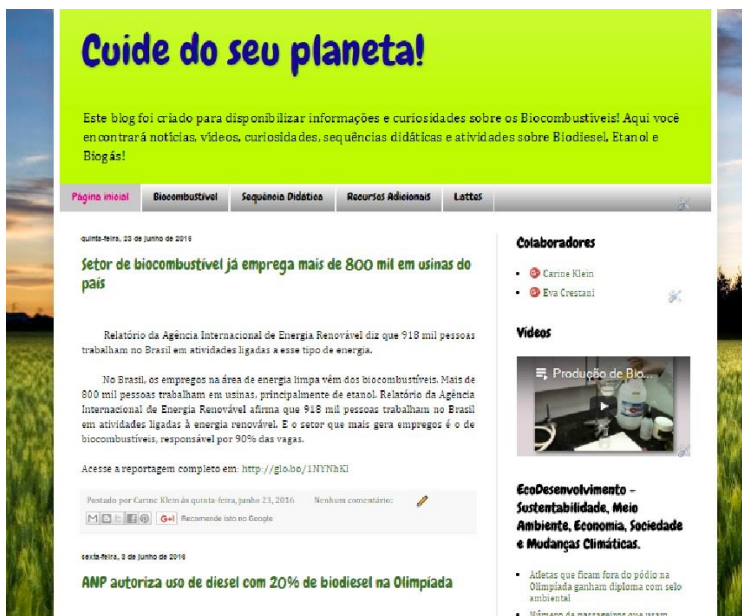 Cuide do seu planeta!
Este blog foi criado para disponibilizar informações e curiosidades sobre os Biocombustíveis! Aqui você
encontrará notícias, vídeos, curiosidades, sequências didáticas e atividades sobre Biodiesel, Etanol e
Biogás!
Página inicial Biocombustível Sequência Didática Recursos Adicionais Lattes
quinta-feira, 23 de junho de 2016
Setor de biocombustível já emprega mais de 800 mil em usinas do
país
Relatório da Agência Internacional de Energia Renovável diz que 918 mil pessoas
trabalham no Brasil em atividades ligadas a esse tipo de energia.
No Brasil, os empregos na área de energia limpa vêm dos biocombustíveis. Mais de
800 mil pessoas trabalham em usinas, principalmente de etanol. Relatório da Agência
Internacional de Energia Renovável afirma que 918 mil pessoas trabalham no Brasil
em atividades ligadas à energia renovável. E o setor que mais gera empregos é o de
biocombustíveis, responsável por 90% das vagas.
Acesse a reportagem completo em: http://glo.bo/1NYNhKl
Postado por Carine Klein às quinta-feira, junho 23, 2016 Nenhum comentário:
G+1 Recomende isto no Google
sexta-feira, 3 de junho de 2016
ANP autoriza uso de diesel com 20% de biodiesel na Olimpíada
Colaboradores
Carine Klein
Eva Crestani
Vídeos
Produção de Bio...
EcoDesenvolvimento -
Sustentabilidade, Meio
Ambiente, Economia, Sociedade
e Mudanças Climáticas.
Atletas que ficam fora do pódio na
Olimpíada ganham diploma com selo
ambiental
Número de passageiros que usam